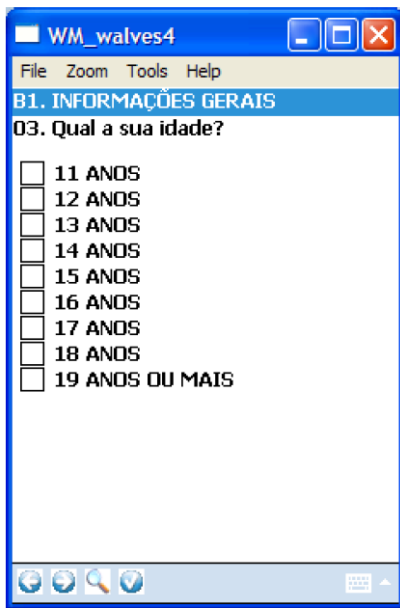 WM_walves4
File Zoom Tools Help
B1. INFORMAÇÕES GERAIS
03. Qual a sua idade?
11 ANOS
12 ANOS
13 ANOS
14 ANOS
15 ANOS
16 ANOS
17 ANOS
18 ANOS
19 ANOS OU MAIS